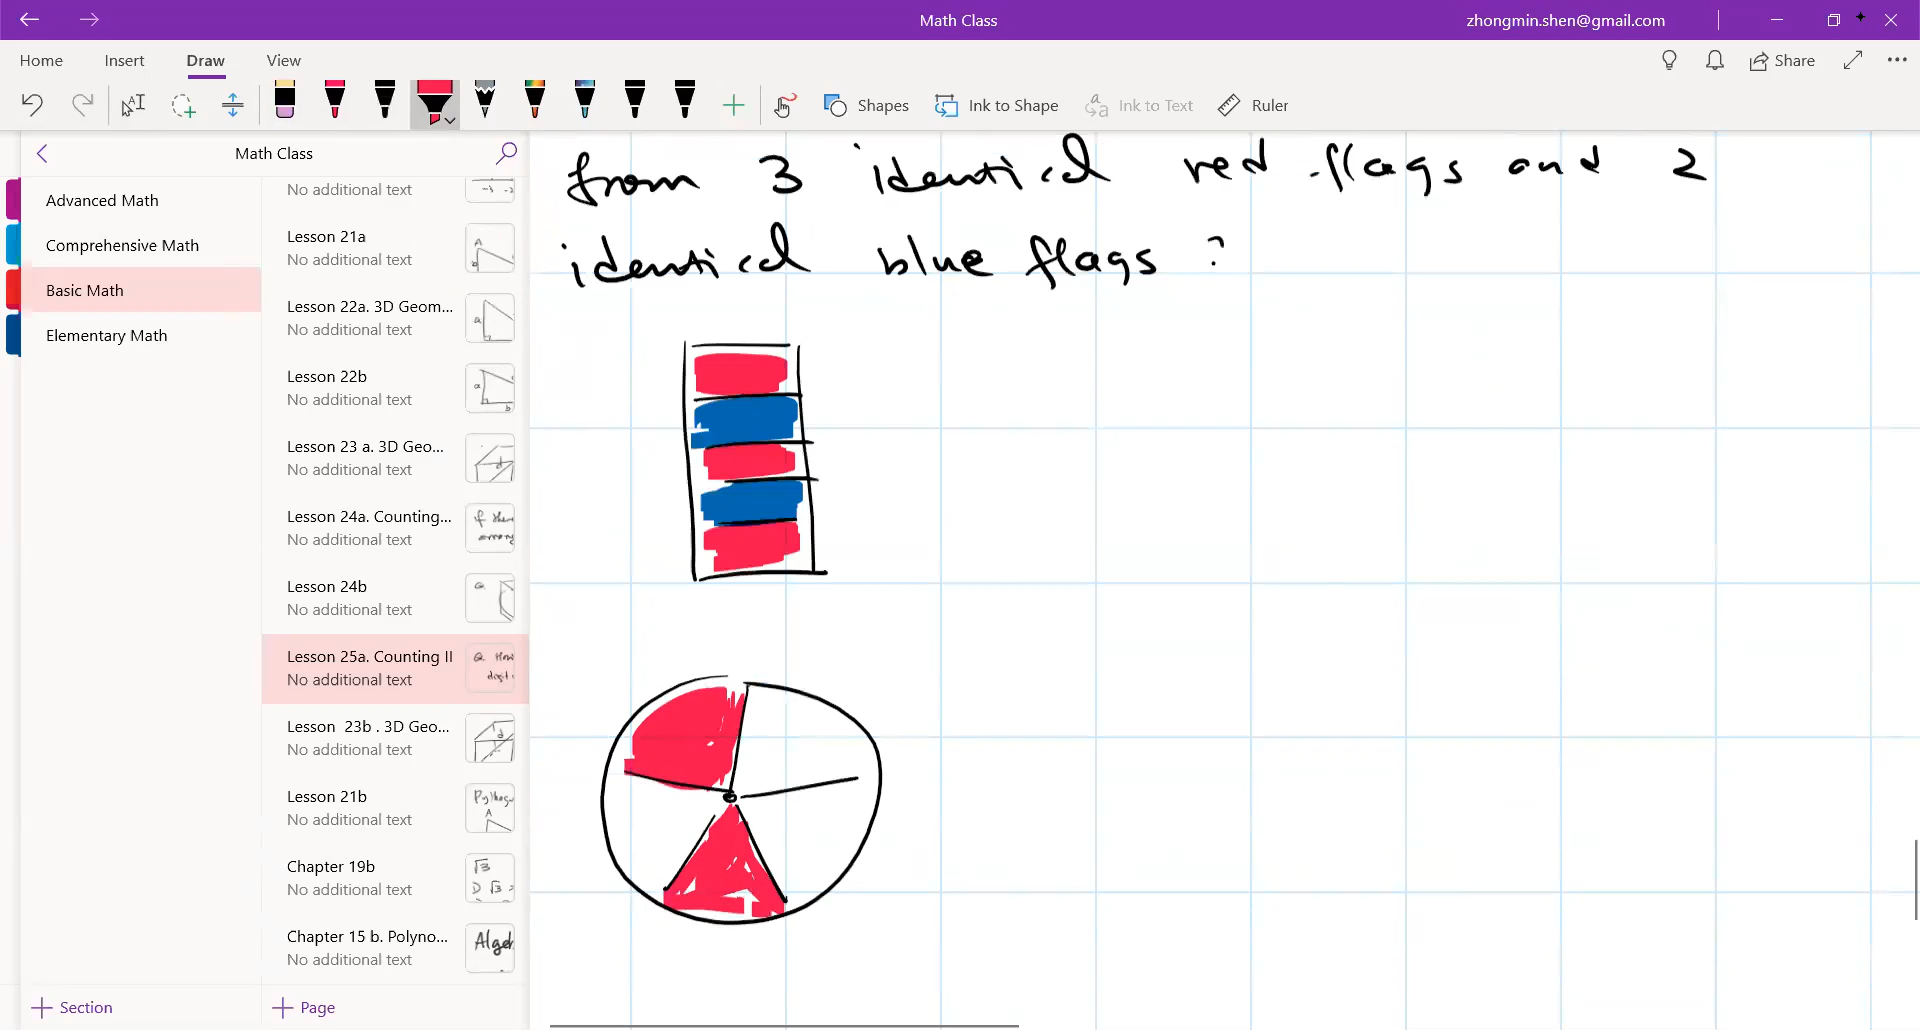 Math Class
zhongmin.shen@gmail.com
Home Insert Draw View
Share
Shapes
Ink to Shape
Ink to Text
Ruler
Math Class
Advanced Math
Comprehensive Math
Basic Math
Elementary Math
No additional text
Lesson 21a
No additional text
Lesson 22a. 3D Geom...
No additional text
Lesson 22b
No additional text
Lesson 23 a. 3D Geo...
No additional text
Lesson 24a. Counting...
No additional text
Lesson 24b
No additional text
Lesson 25a. Counting II
No additional text
Lesson 23b . 3D Geo...
No additional text
Lesson 21b
No additional text
Chapter 19b
No additional text
Chapter 15 b. Polyno...
No additional text
Section
Page
from 3 identical red flags and 2
identical blue flags ?